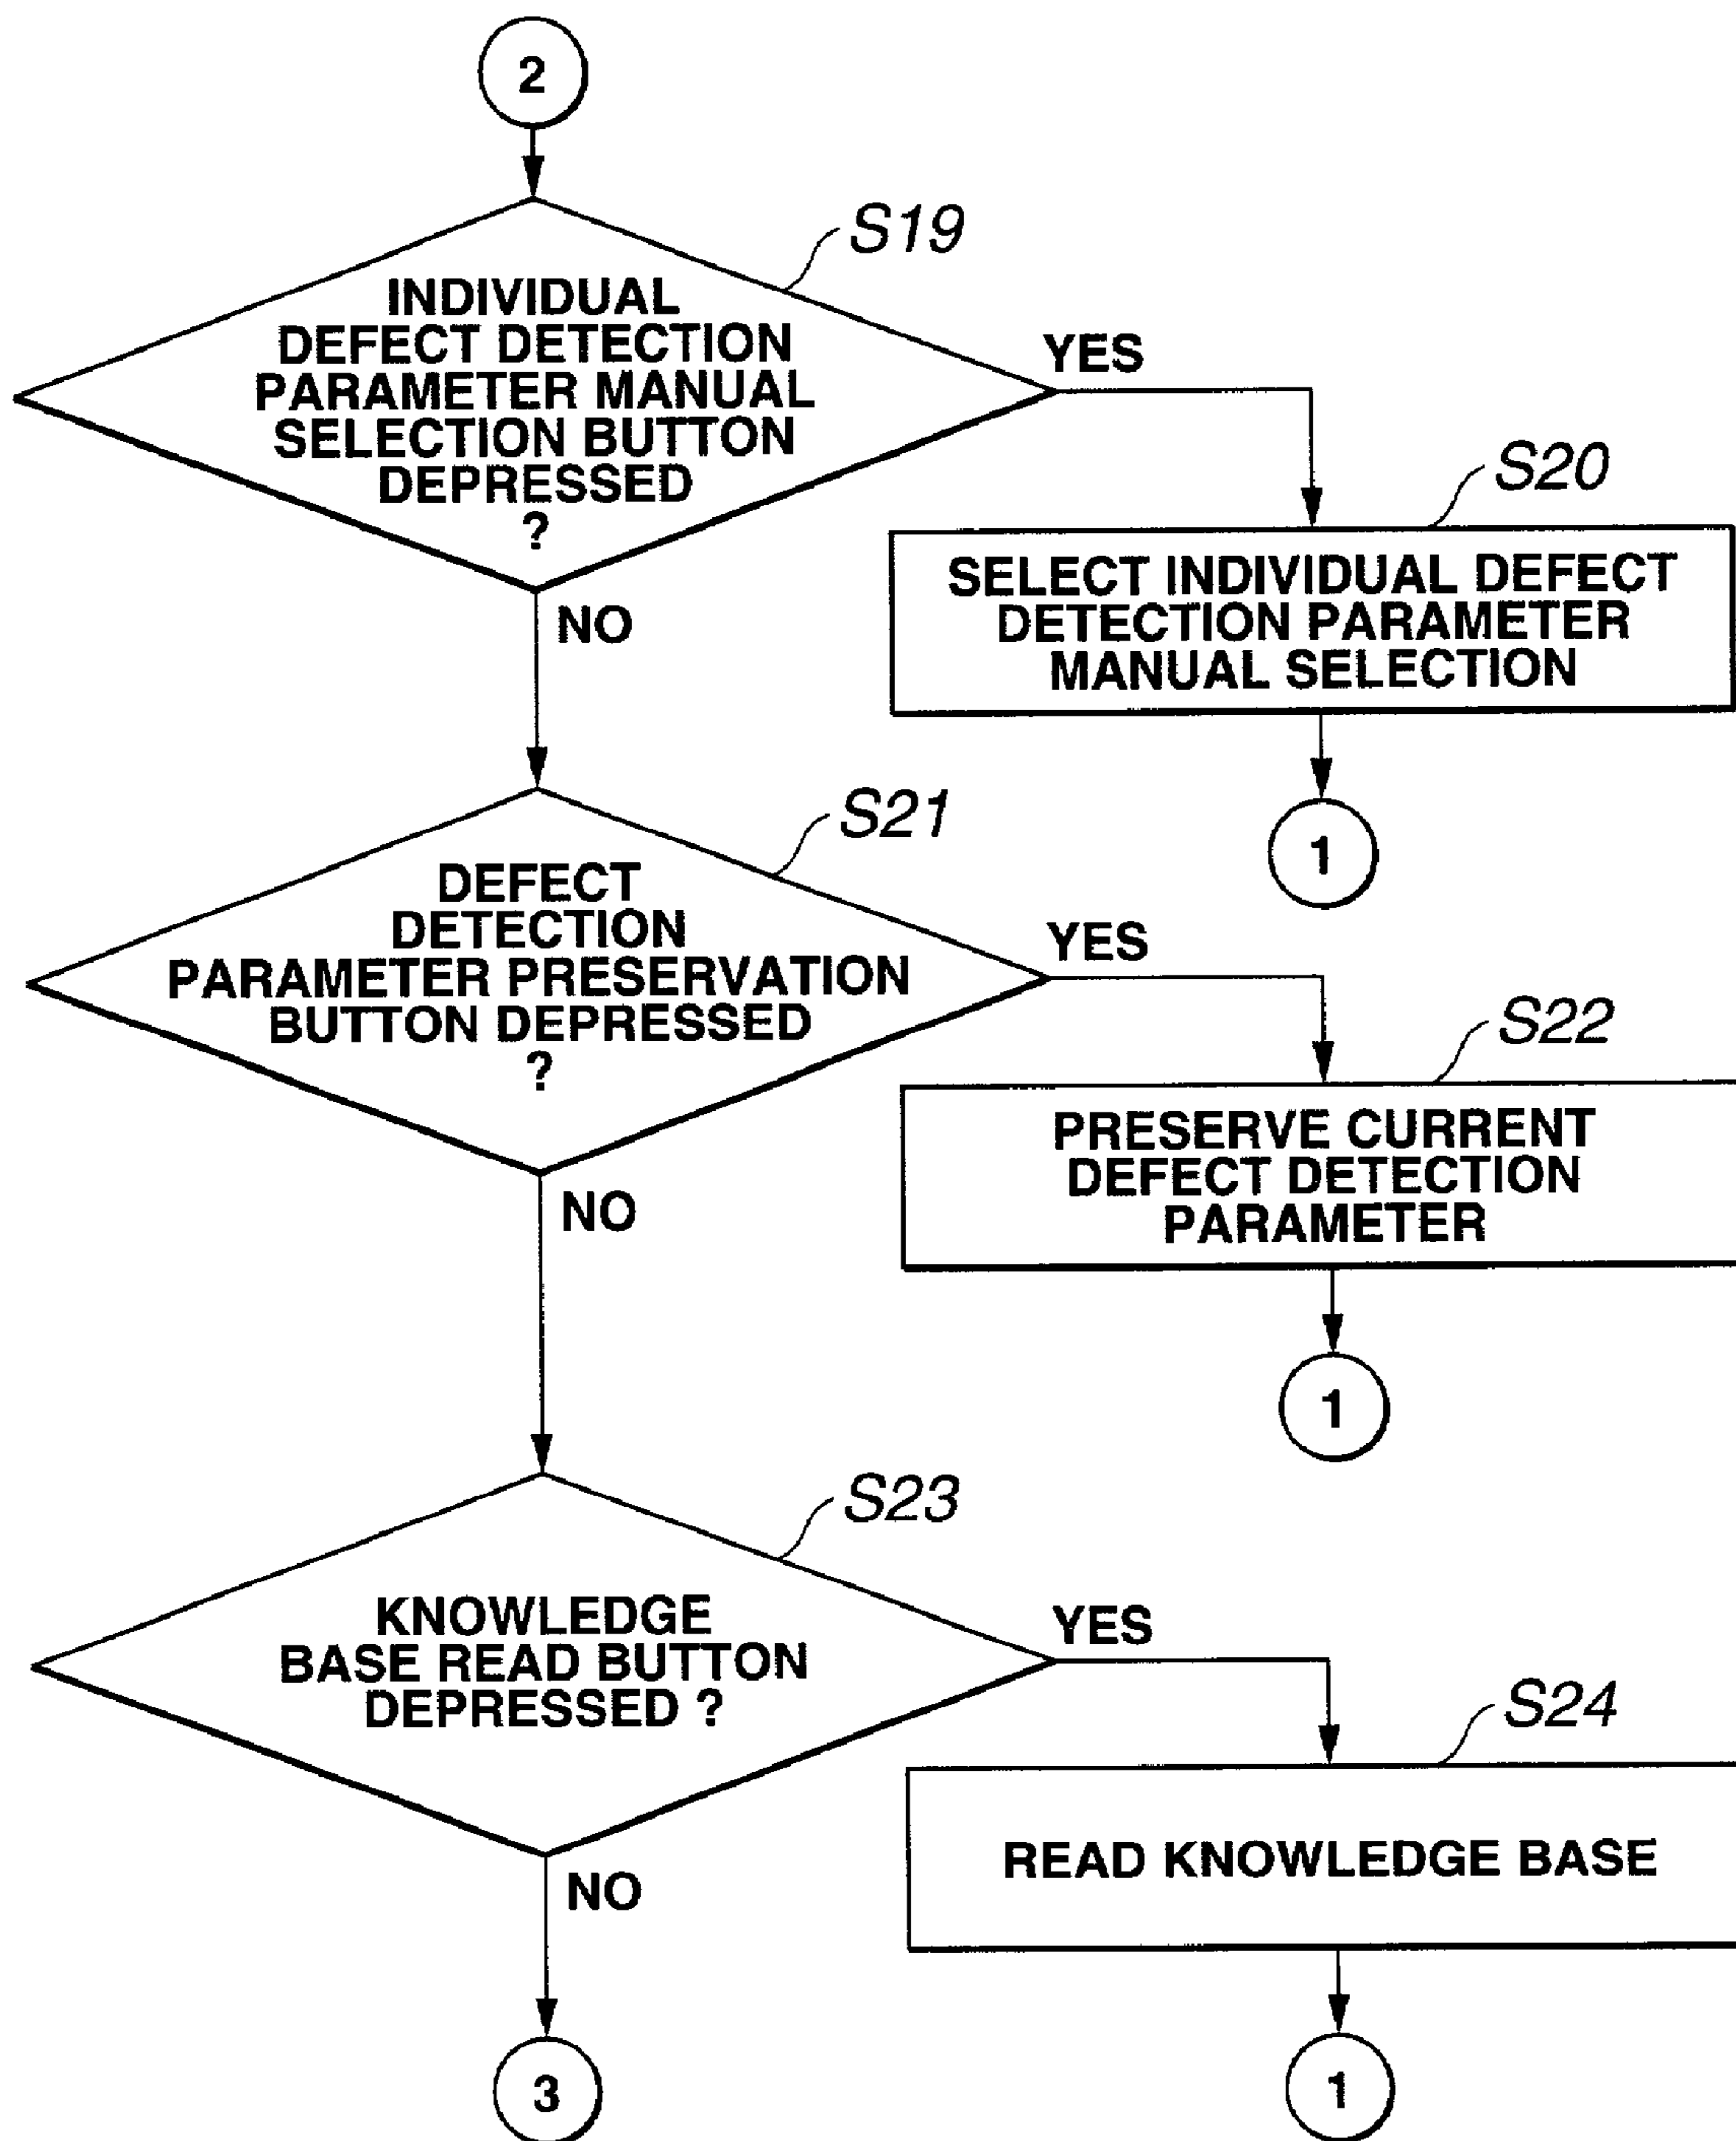 2
S19
INDIVIDUAL
DEFECT DETECTION
PARAMETER MANUAL
SELECTION BUTTON
DEPRESSED
?
YES
NO
S20
SELECT INDIVIDUAL DEFECT
DETECTION PARAMETER
MANUAL SELECTION
1
S21
DEFECT
DETECTION
PARAMETER PRESERVATION
BUTTON DEPRESSED
?
YES
NO
S22
PRESERVE CURRENT
DEFECT DETECTION
PARAMETER
1
S23
KNOWLEDGE
BASE READ BUTTON
DEPRESSED ?
YES
NO
S24
READ KNOWLEDGE BASE
3
1